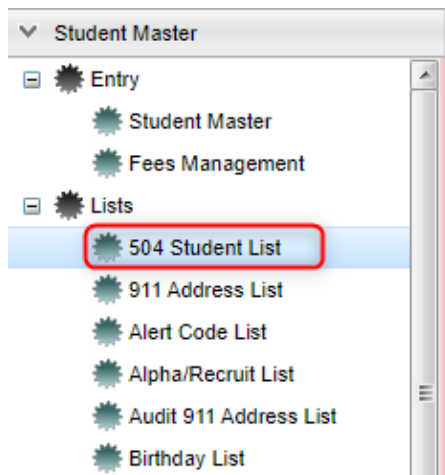 Student Master
Entry
Student Master
Fees Management
Lists
504 Student List
911 Address List
Alert Code List
Alpha/Recruit List
Audit 911 Address List
Birthday List